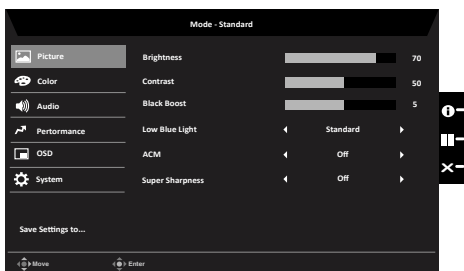 Mode - Standard
Picture
Brightness 70
Color
Contrast 50
Audio
Black Boost 5
Pertormance
Low Blue Light Standard
OSD
ACM Off
System
Super Sharpness Off
Save Settings to...
Move Enter